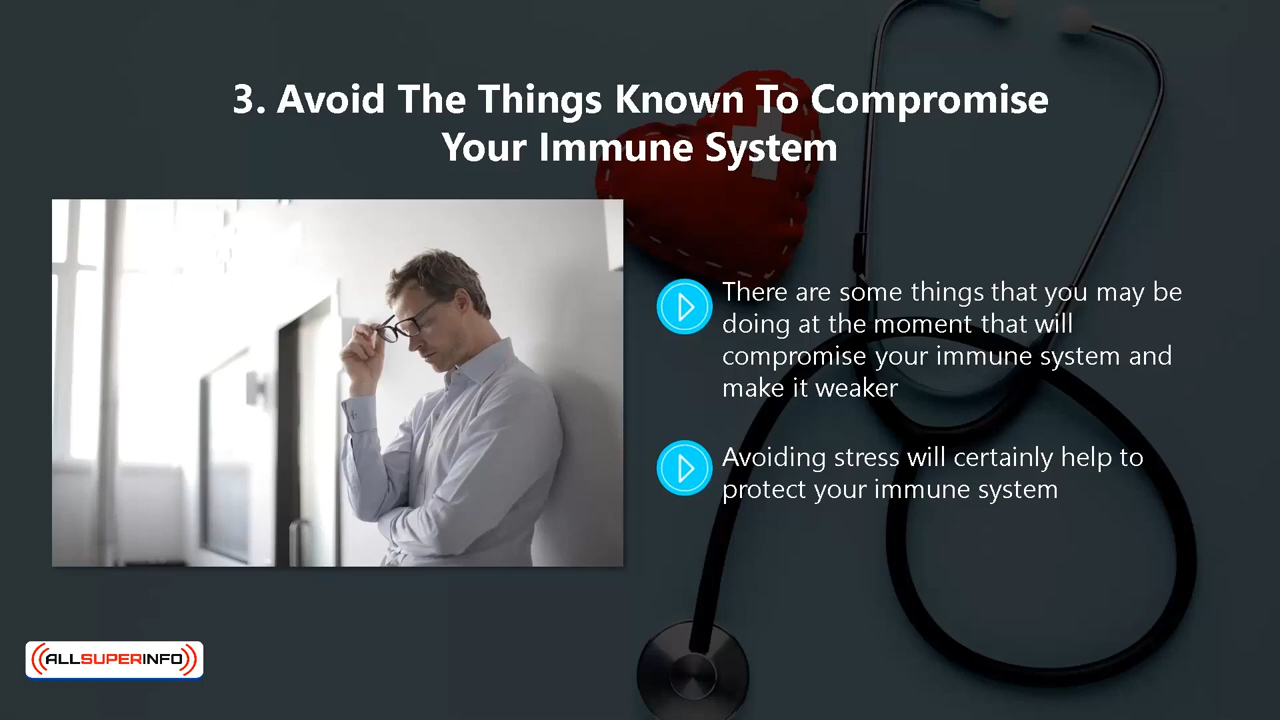 3. Avoid The Things Known To Compromise
Your Immune System
There are some things that you may be
doing at the moment that will
compromise your immune system and
make it weaker
Avoiding stress will certainly help to
protect your immune system
ALLSUPERINFO